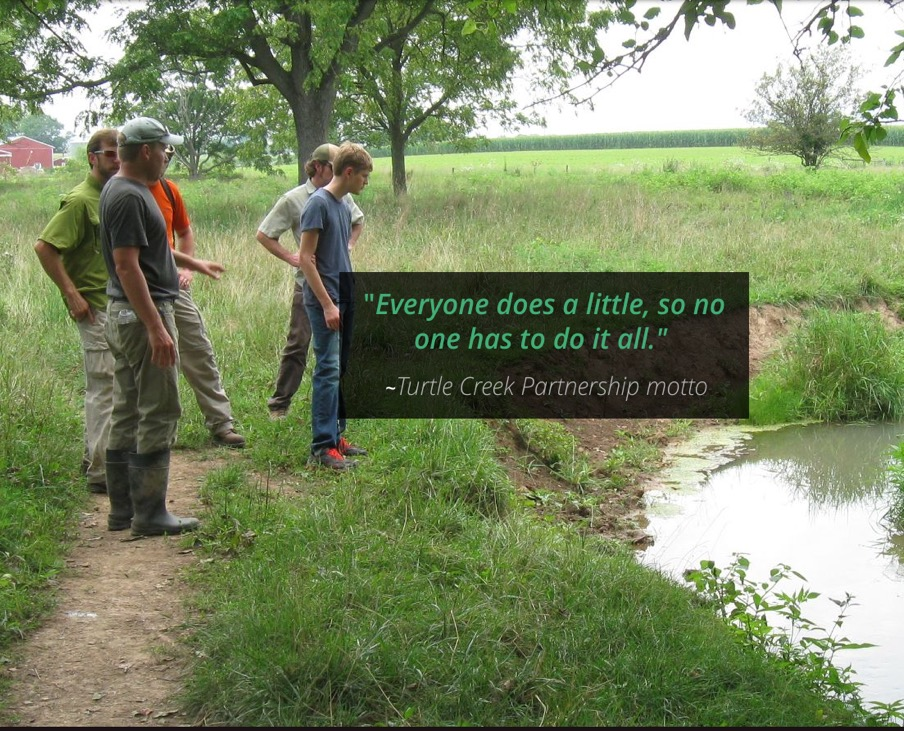 "Everyone does a little, so no
one has to do it all."
~Turtle Creek Partnership motto